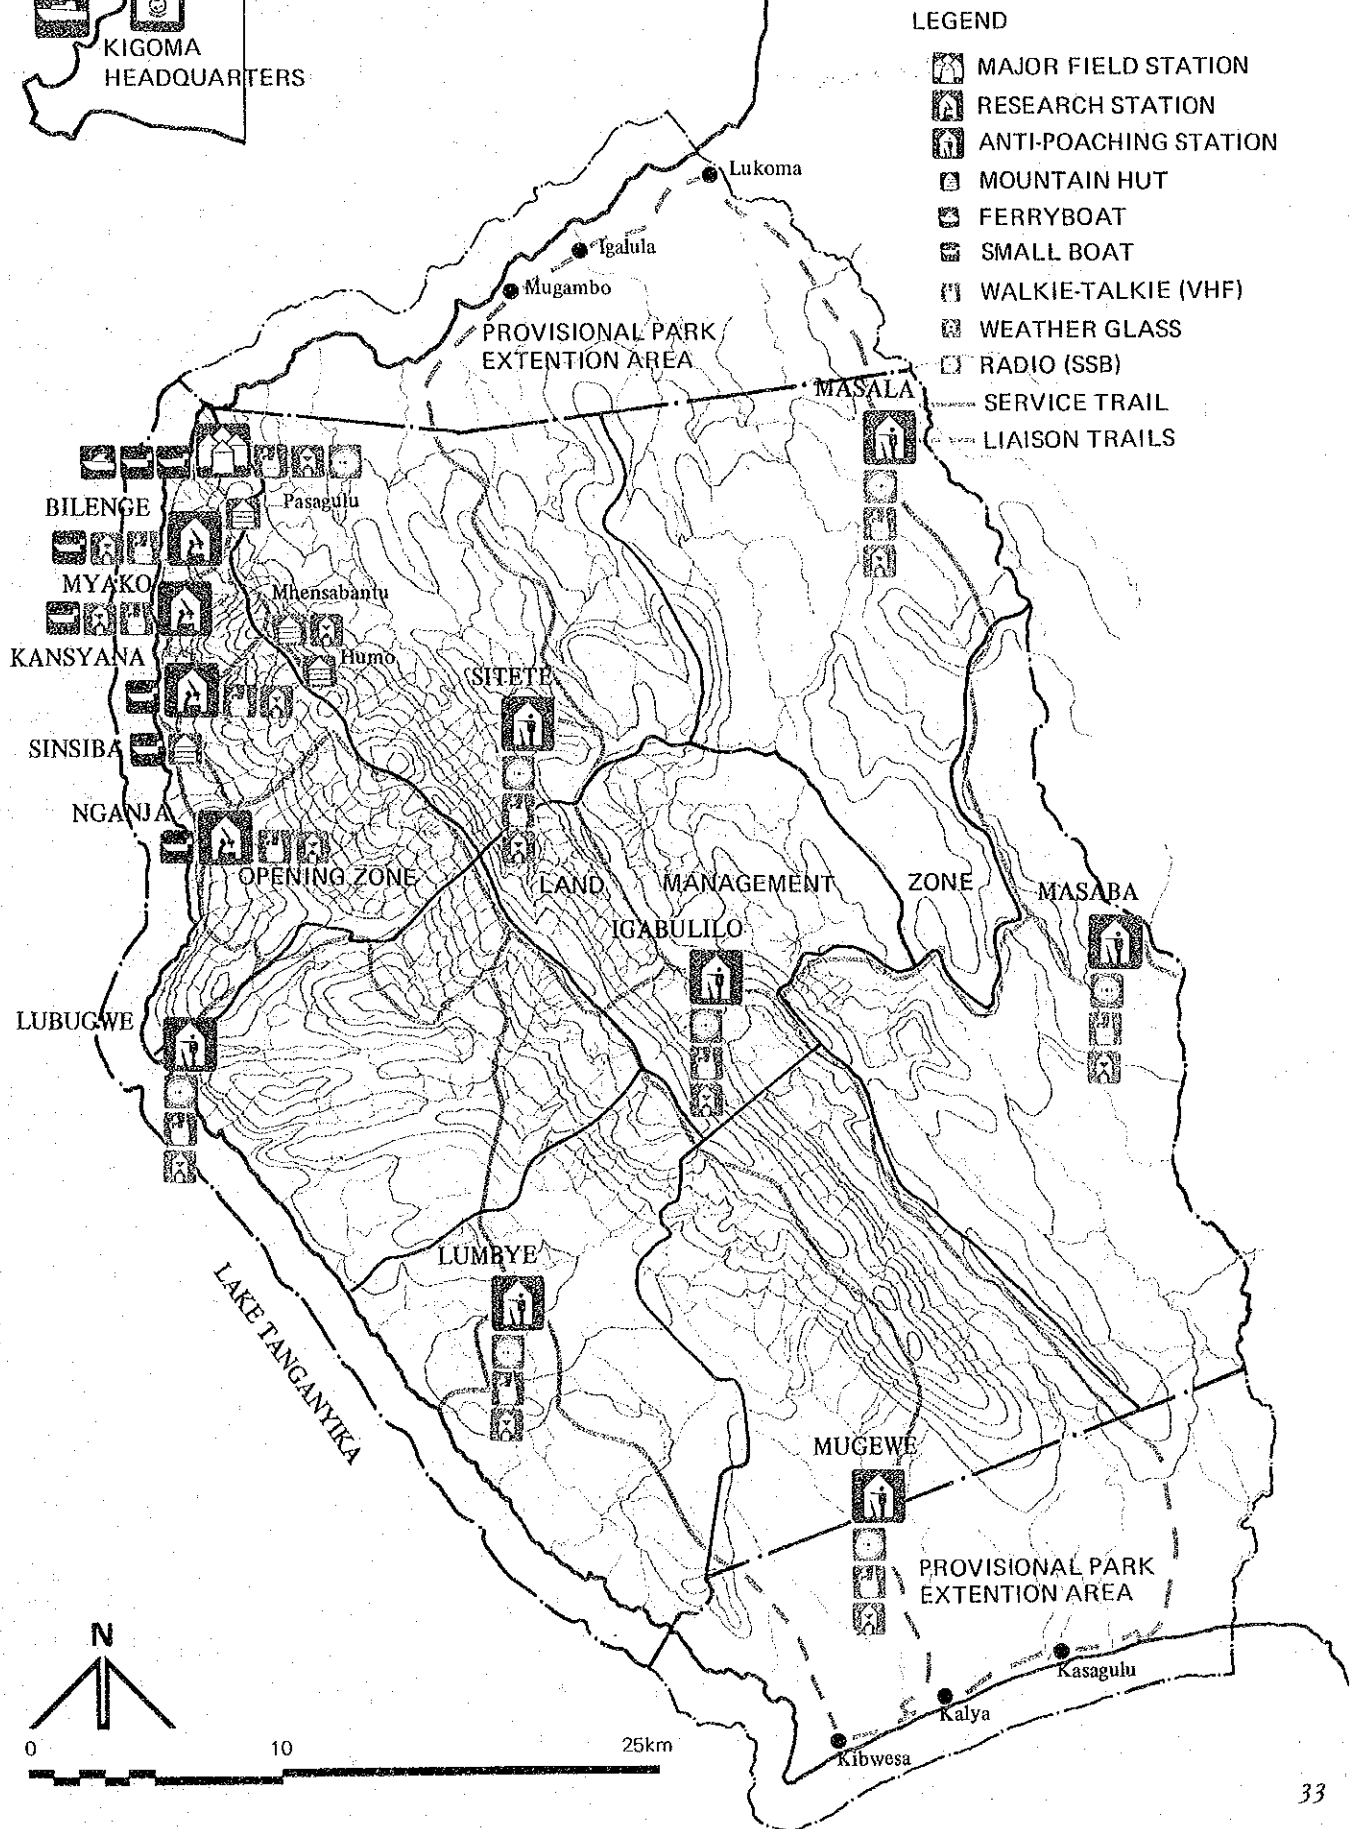 KIGOMA
HEADQUARTERS
LEGEND
MAJOR FIELD STATION
RESEARCH STATION
ANTI-POACHING STATION
MOUNTAIN HUT
FERRYBOAT
SMALL BOAT
WALKIE-TALKIE (VHF)
WEATHER GLASS
RADIO (SSB)
SERVICE TRAIL
LIAISON TRAILS
Lukoma
Igalula
Mugambo
PROVISIONAL PARK
EXTENTION AREA
MASALA
BILENGE
Pasagulu
MYAKO
Mhensabantu
KANSYANA
Humo
SITETE
SINSIBA
NGANJA
OPENING ZONE
LAND MANAGEMENT ZONE
MASABA
IGABULILO
LUBUGWE
LUMBYE
LAKE TANGANYIKA
MUGEWE
PROVISIONAL PARK
EXTENTION AREA
Kasagulu
Kalya
Kibwesa
N
0 10 25km
33